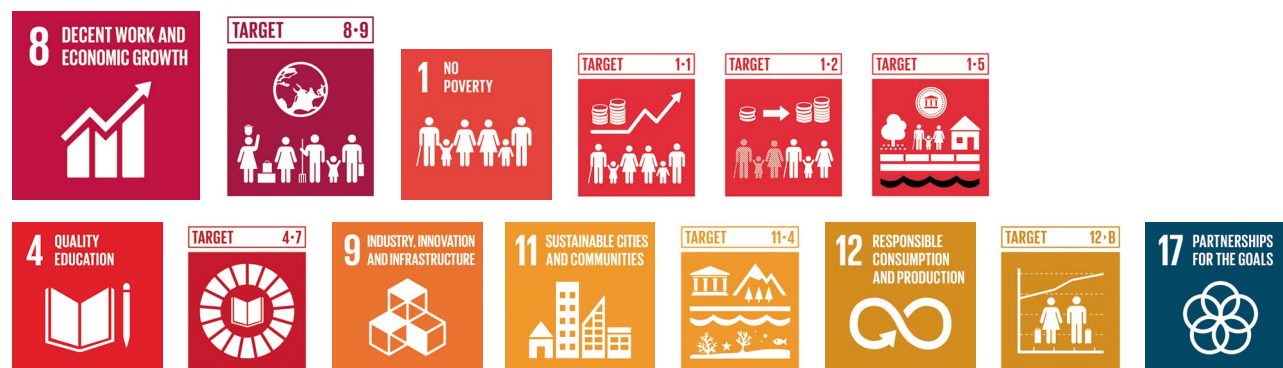 8 DECENT WORK AND
ECONOMIC GROWTH
TARGET 8·9
1 NO
POVERTY
TARGET 1·1
TARGET 1·2
TARGET 1·5
4 QUALITY
EDUCATION
TARGET 4·7
9 INDUSTRY, INNOVATION
AND INFRASTRUCTURE
11 SUSTAINABLE CITIES
AND COMMUNITIES
TARGET 11·4
12 RESPONSIBLE
CONSUMPTION
AND PRODUCTION
TARGET 12·B
17 PARTNERSHIPS
FOR THE GOALS